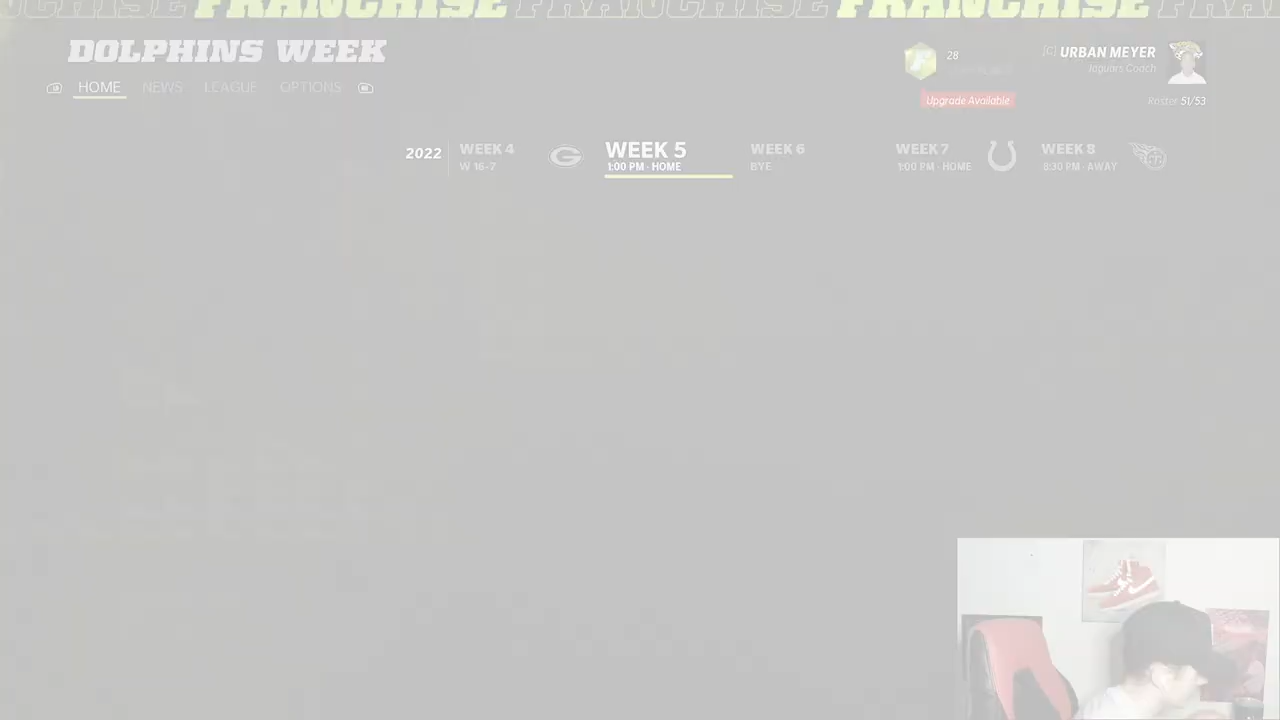 FRANCHISE FRANCHISE FRANCHISE
DOLPHINS WEEK
28
[C] URBAN MEYER
Jaguars Coach
HOME NEWS LEAGUE OPTIONS
Upgrade Available
Roster 51/53
2022
WEEK 4
W 16-7
WEEK 5
1:00 PM - HOME
WEEK 6
BYE
WEEK 7
1:00 PM - HOME
WEEK 8
8:30 PM - AWAY